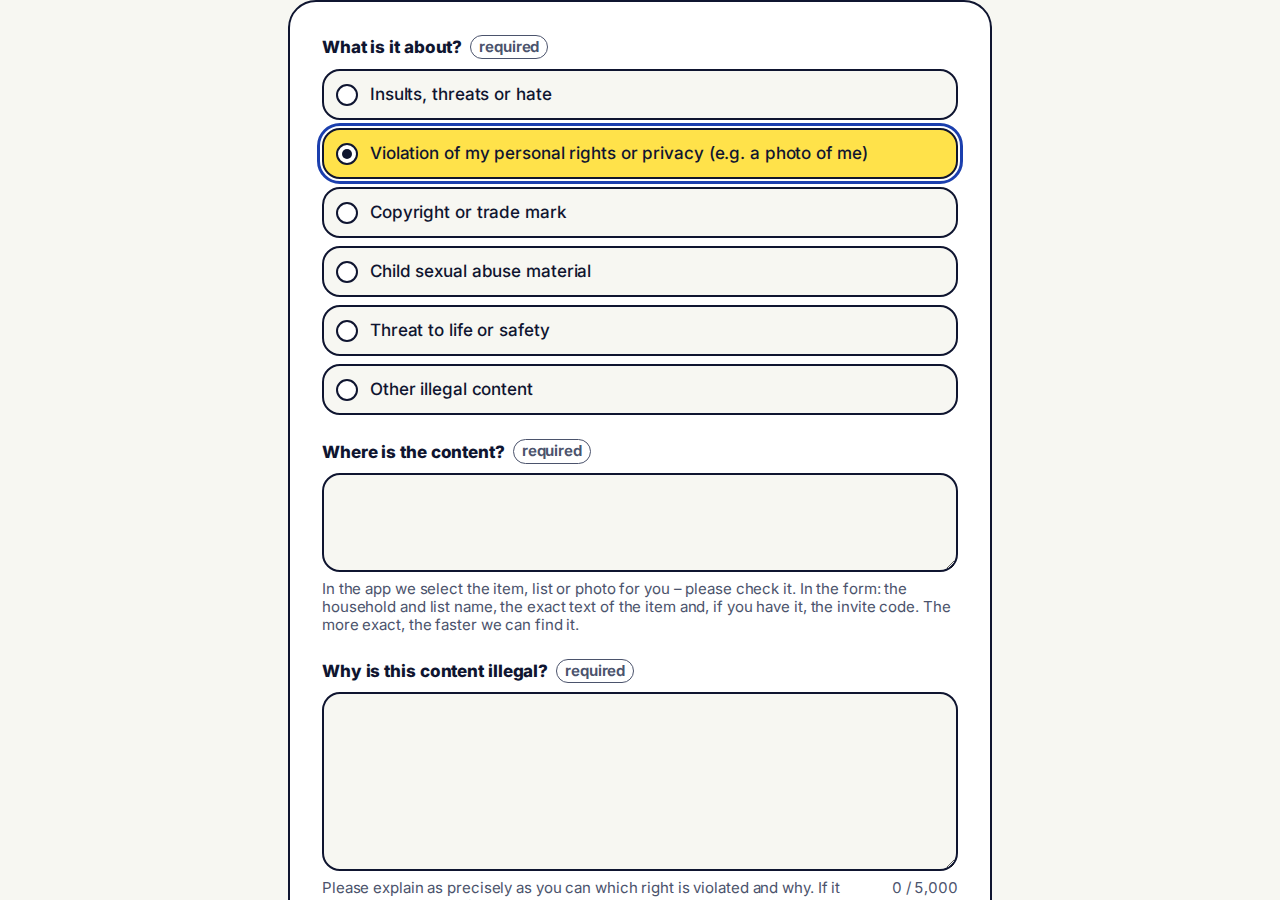 What is it about? required
Insults, threats or hate
Violation of my personal rights or privacy (e.g. a photo of me)
Copyright or trade mark
Child sexual abuse material
Threat to life or safety
Other illegal content
Where is the content? required
In the app we select the item, list or photo for you – please check it. In the form: the
household and list name, the exact text of the item and, if you have it, the invite code. The
more exact, the faster we can find it.
Why is this content illegal? required
Please explain as precisely as you can which right is violated and why. If it 0 / 5,000